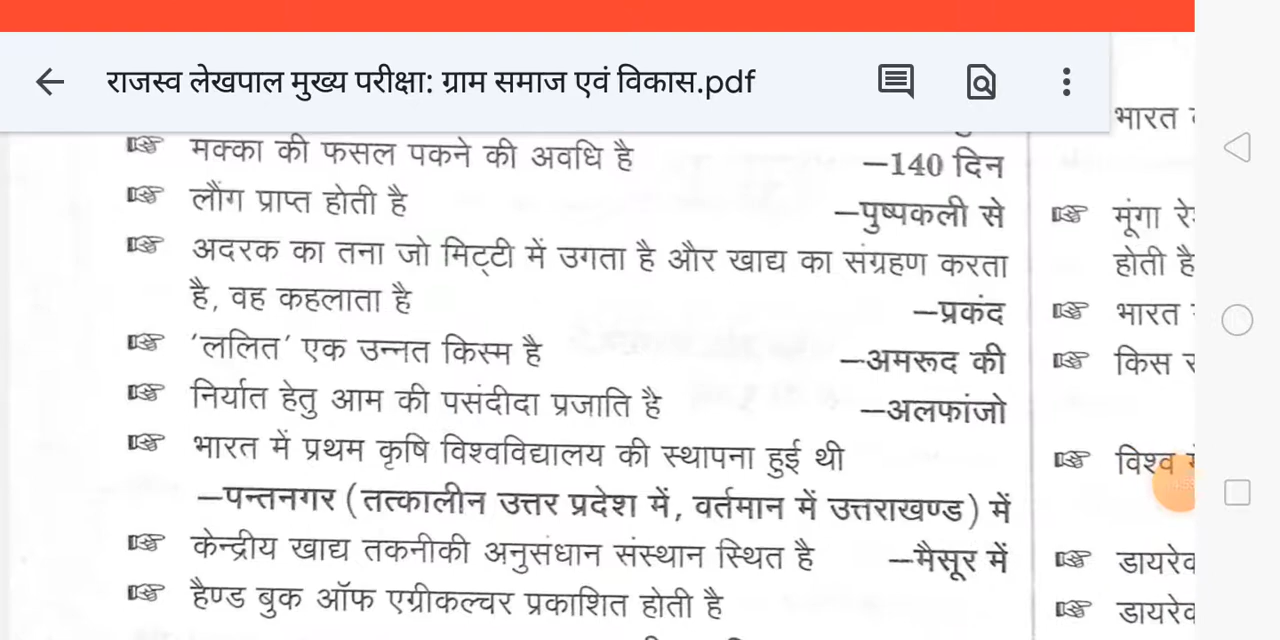 राजस्व लेखपाल मुख्य परीक्षा: ग्राम समाज एवं विकास.pdf
मक्का की फसल पकने की अवधि है –140 दिन
लौंग प्राप्त होती है –पुष्पकली से
अदरक का तना जो मिट्टी में उगता है और खाद्य का संग्रहण करता
है, वह कहलाता है –प्रकंद
'ललित' एक उन्नत किस्म है –अमरूद की
निर्यात हेतु आम की पसंदीदा प्रजाति है –अलफांजो
भारत में प्रथम कृषि विश्वविद्यालय की स्थापना हुई थी
–पन्तनगर (तत्कालीन उत्तर प्रदेश में, वर्तमान में उत्तराखण्ड) में
केन्द्रीय खाद्य तकनीकी अनुसंधान संस्थान स्थित है –मैसूर में
हैण्ड बुक ऑफ एग्रीकल्चर प्रकाशित होती है
भारत
मूंगा
होती है
भारत
किस
विश्व